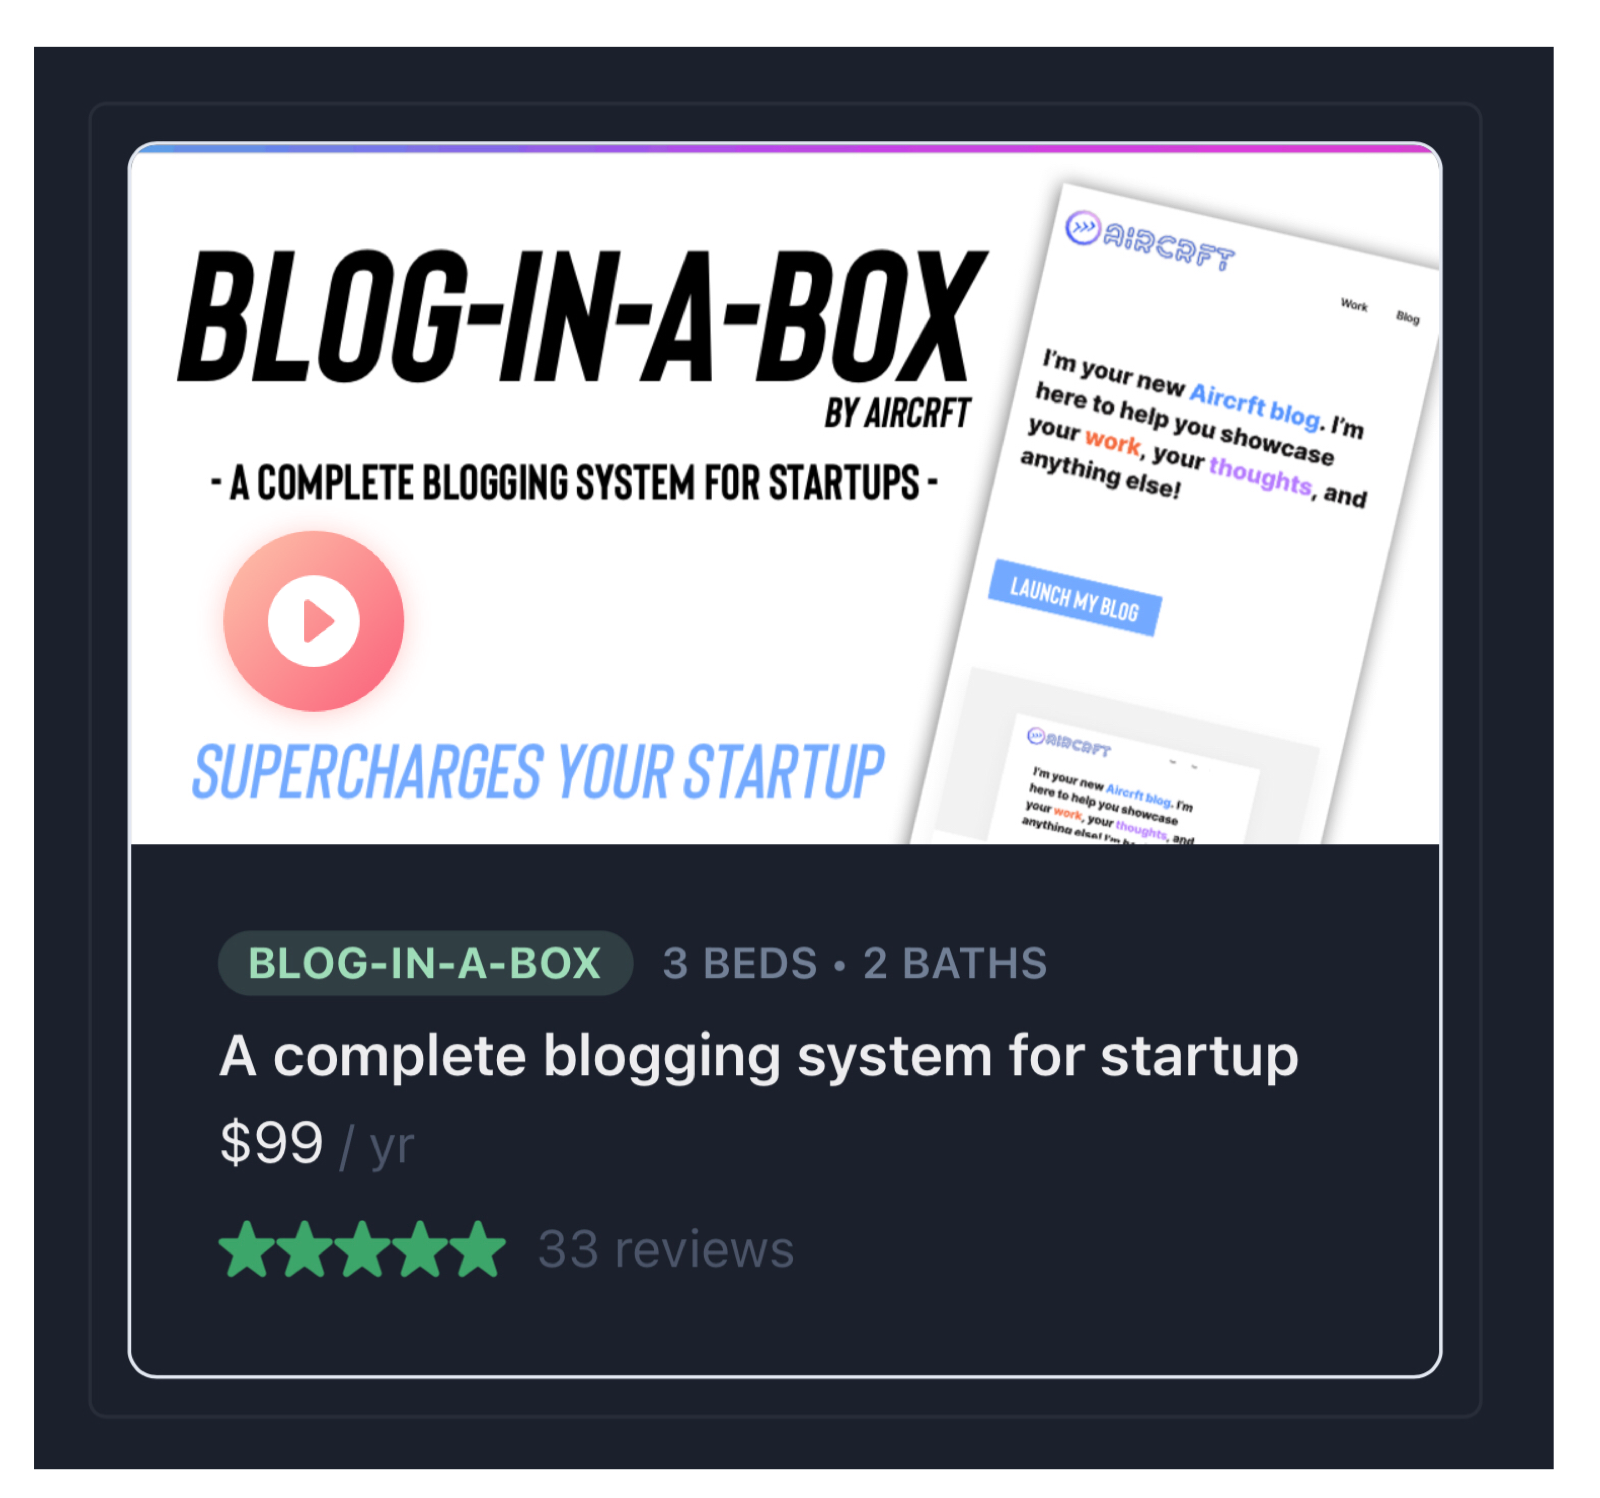 BLOG-IN-A-BOX
BY AIRCRFT
- A COMPLETE BLOGGING SYSTEM FOR STARTUPS -
SUPERCHARGES YOUR STARTUP
AIRCRFT
Work Blog
I'm your new Aircrft blog. I'm
here to help you showcase
your work, your thoughts, and
anything else!
LAUNCH MY BLOG
AIRCRFT
I'm your new Aircrft blog. I'm
here to help you showcase
your work, your thoughts, and
anything else! I'm
BLOG-IN-A-BOX 3 BEDS • 2 BATHS
A complete blogging system for startup
$99 / yr
33 reviews